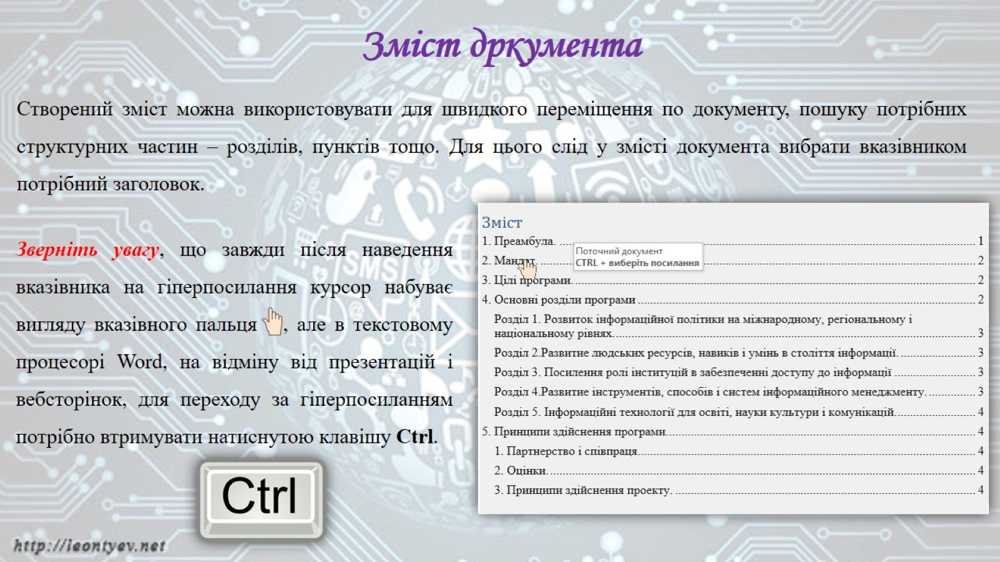 Зміст дркумента
Створений зміст можна використовувати для швидкого переміщення по документу, пошуку потрібних
структурних частин – розділів, пунктів тощо. Для цього слід у змісті документа вибрати вказівником
потрібний заголовок.
Зверніть увагу, що завжди після наведення
вказівника на гіперпосилання курсор набуває
вигляду вказівного пальця , але в текстовому
процесорі Word, на відміну від презентацій і
вебсторінок, для переходу за гіперпосиланням
потрібно втримувати натиснутою клавішу Ctrl.
Ctrl
Зміст
1. Преамбула. 1
Поточний документ
CTRL + виберіть посилання
2. Мандат. 2
3. Цілі програми. 2
4. Основні розділи програми 2
Розділ 1. Розвиток інформаційної політики на міжнародному, регіональному і
національному рівнях. 3
Розділ 2.Развитие людських ресурсів, навиків і умінь в століття інформації. 3
Розділ 3. Посилення ролі інституцій в забезпеченні доступу до інформації 3
Розділ 4.Развитие інструментів, способів і систем інформаційного менеджменту. 3
Розділ 5. Інформаційні технології для освіти, науки культури і комунікацій. 4
5. Принципи здійснення програми. 4
1. Партнерство і співпраця. 4
2. Оцінки. 4
3. Принципи здійснення проекту. 4
SMS
http://leontyev.net